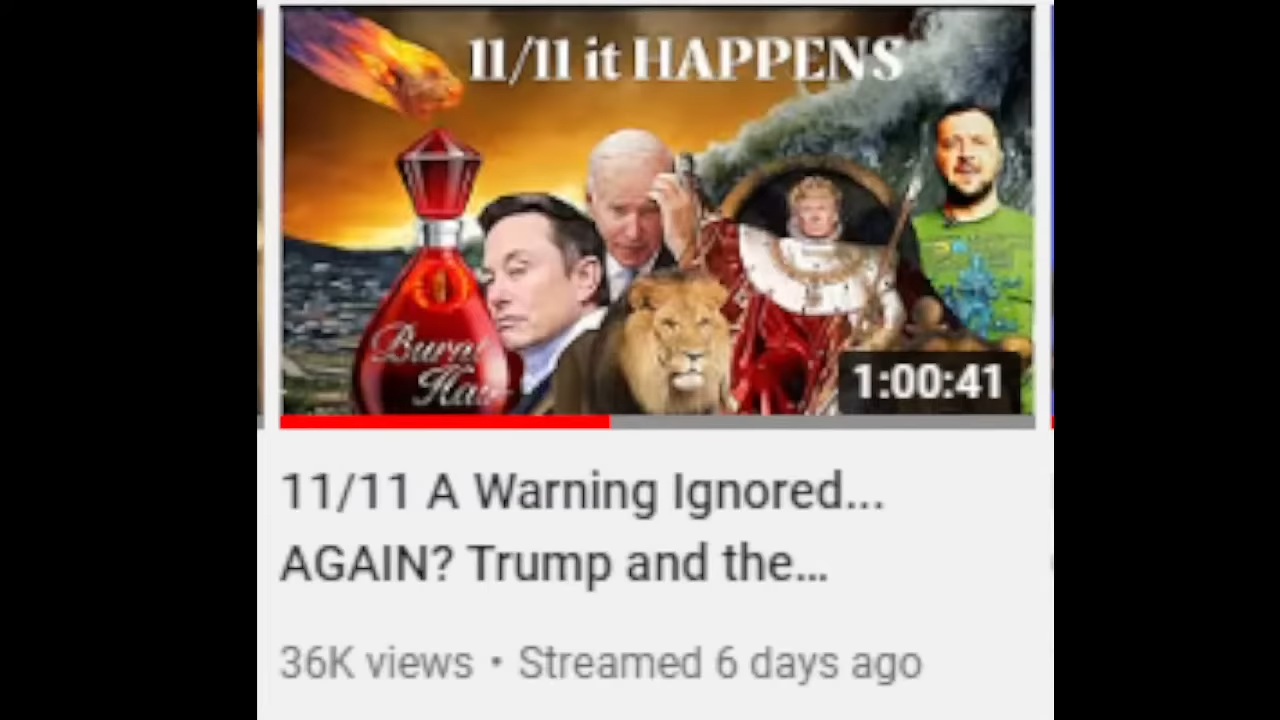 11/11 it HAPPENS
Burnt
Hair
1:00:41
11/11 A Warning Ignored...
AGAIN? Trump and the...
36K views • Streamed 6 days ago